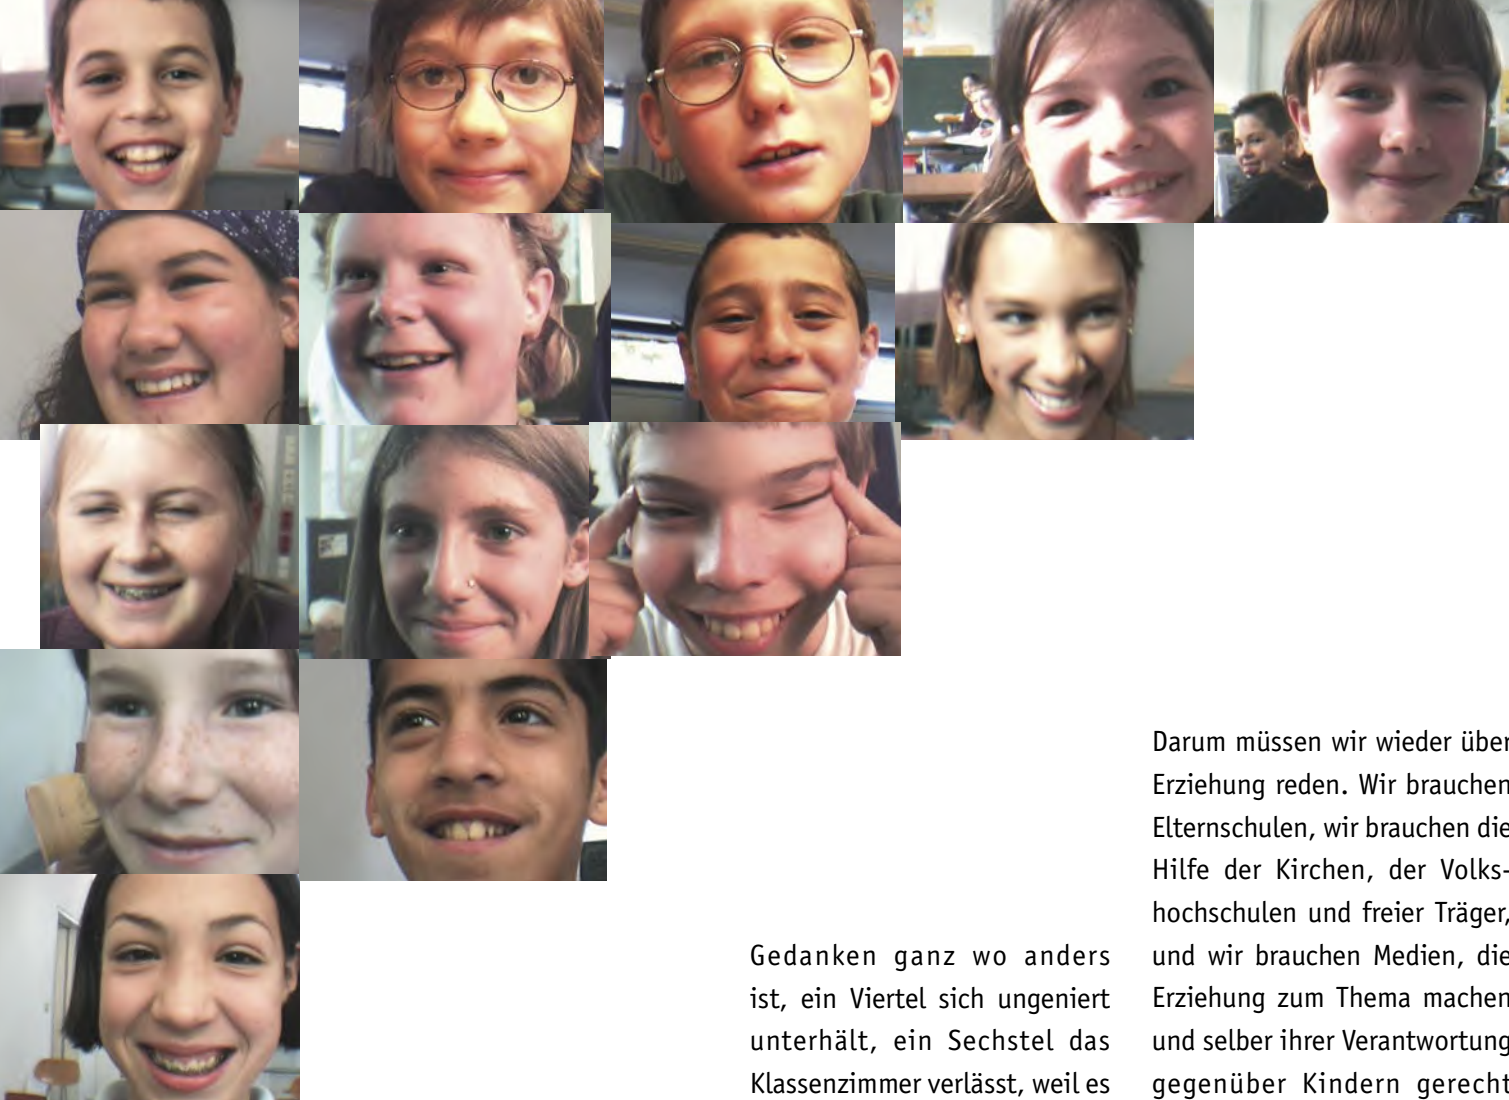 Gedanken ganz wo anders
ist, ein Viertel sich ungeniert
unterhält, ein Sechstel das
Klassenzimmer verlässt, weil es
Darum müssen wir wieder über
Erziehung reden. Wir brauchen
Elternschulen, wir brauchen die
Hilfe der Kirchen, der Volks-
hochschulen und freier Träger,
und wir brauchen Medien, die
Erziehung zum Thema machen
und selber ihrer Verantwortung
gegenüber Kindern gerecht